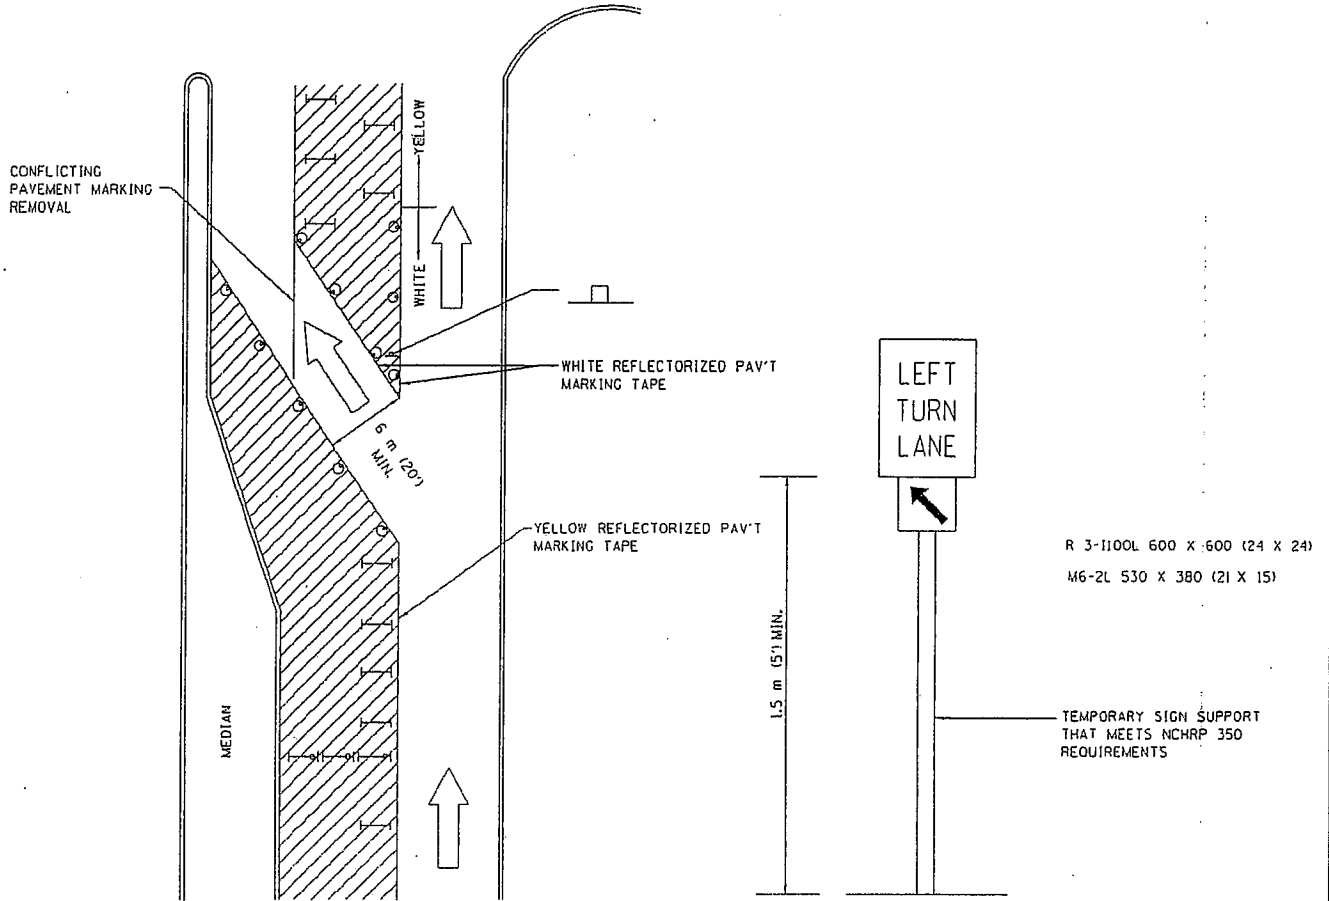 CONFLICTING
PAVEMENT MARKING
REMOVAL
YELLOW
WHITE
WHITE REFLECTORIZED PAV'T
MARKING TAPE
6 m (20')
MIN.
YELLOW REFLECTORIZED PAV'T
MARKING TAPE
MEDIAN
LEFT
TURN
LANE
1.5 m (5') MIN.
R 3-I100L 600 X 600 (24 X 24)
M6-2L 530 X 380 (21 X 15)
TEMPORARY SIGN SUPPORT
THAT MEETS NCHRP 350
REQUIREMENTS